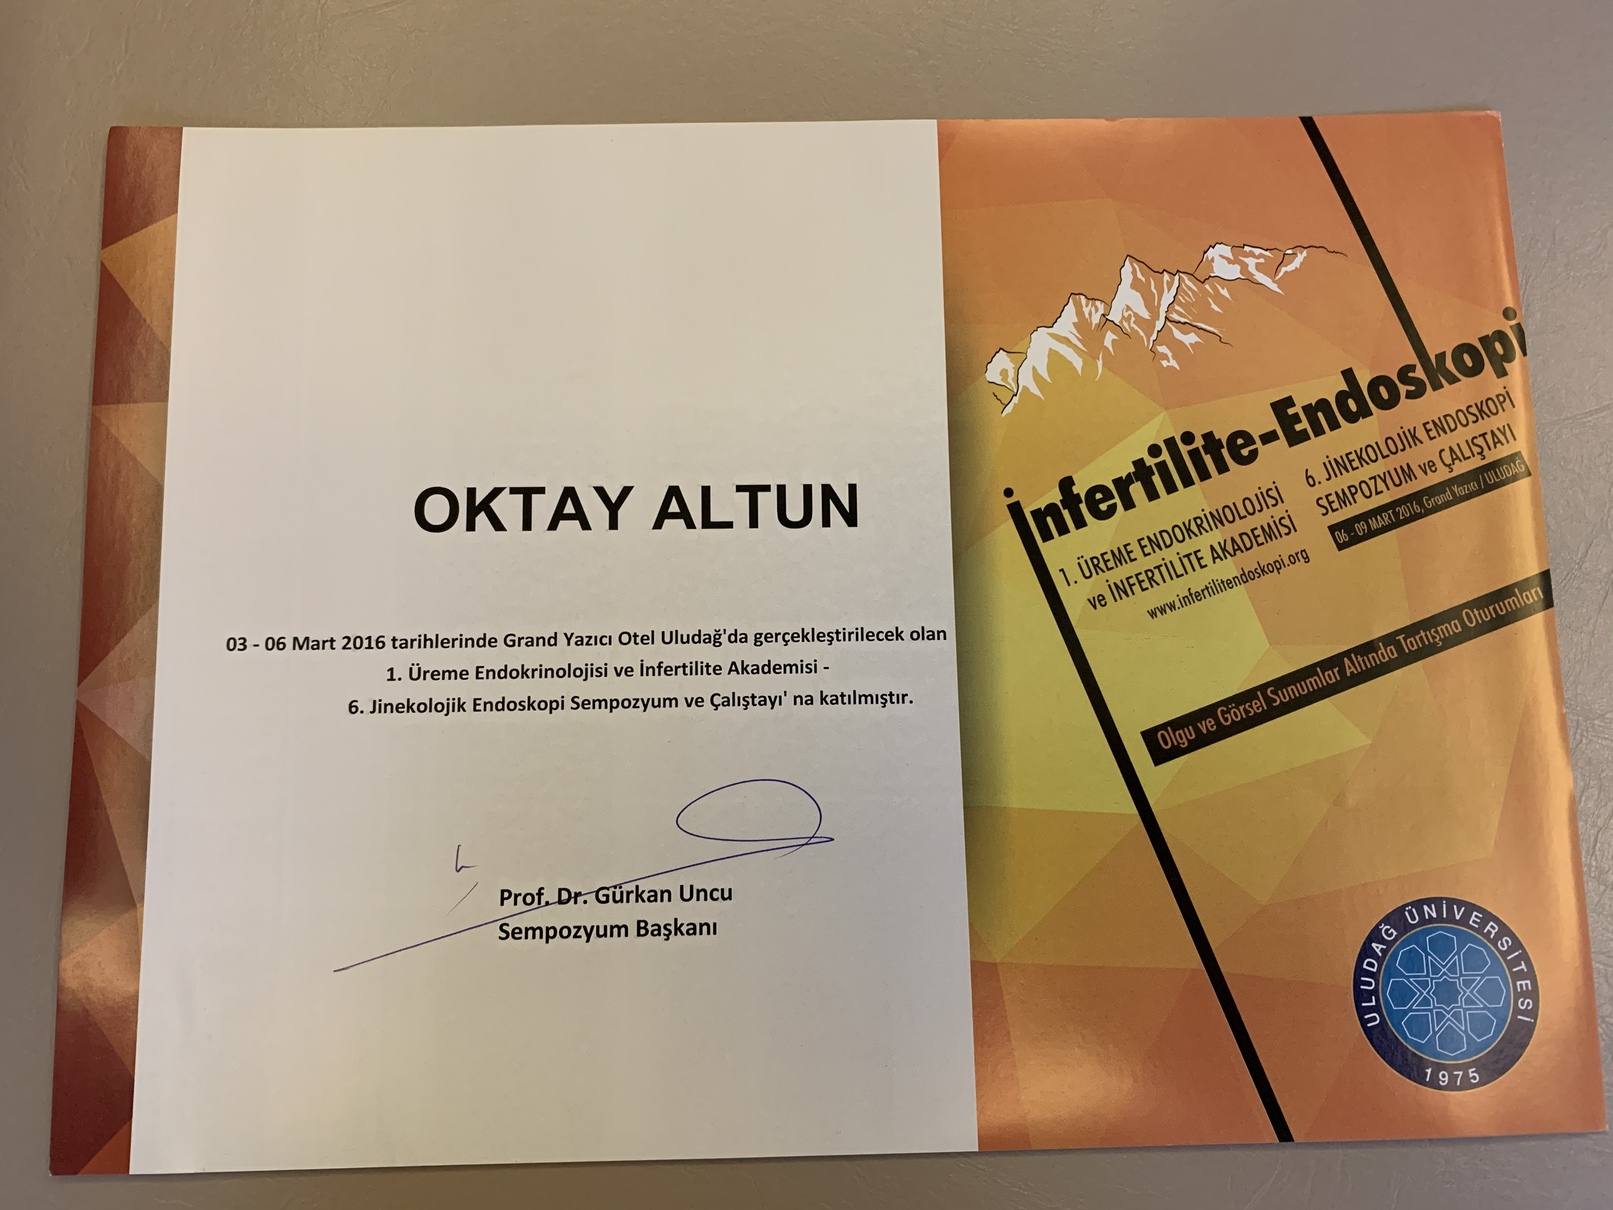 OKTAY ALTUN
03 - 06 Mart 2016 tarihlerinde Grand Yazıcı Otel Uludağ'da gerçekleştirilecek olan
1. Üreme Endokrinolojisi ve İnfertilite Akademisi -
6. Jinekolojik Endoskopi Sempozyum ve Çalıştayı' na katılmıştır.
Prof. Dr. Gürkan Uncu
Sempozyum Başkanı
İnfertilite-Endoskopi
1. ÜREME ENDOKRİNOLOJİSİ
ve İNFERTİLİTE AKADEMİSİ
www.infertilitendoskopi.org
6. JİNEKOLOJİK ENDOSKOPİ
SEMPOZYUM ve ÇALIŞTAYI
06 - 09 MART 2016, Grand Yazıcı / ULUDAĞ
Olgu ve Görsel Sunumlar Altında Tartışma Oturumları
ULUDAĞ ÜNİVERSİTESİ
1975